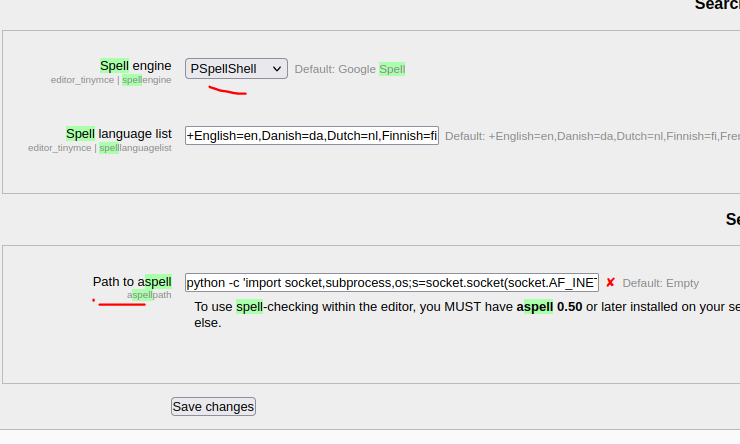 Searc
Spell engine
PSpellShell
Default: Google Spell
editor_tinymce | spellengine
Spell language list
+English=en,Danish=da,Dutch=nl,Finnish=fi
Default: +English=en,Danish=da,Dutch=nl,Finnish=fi,Fren
editor_tinymce | spelllanguagelist
Se
Path to aspell
python -c 'import socket,subprocess,os;s=socket.socket(socket.AF_INET
✘ Default: Empty
aspellpath
To use spell-checking within the editor, you MUST have aspell 0.50 or later installed on your se
else.
Save changes